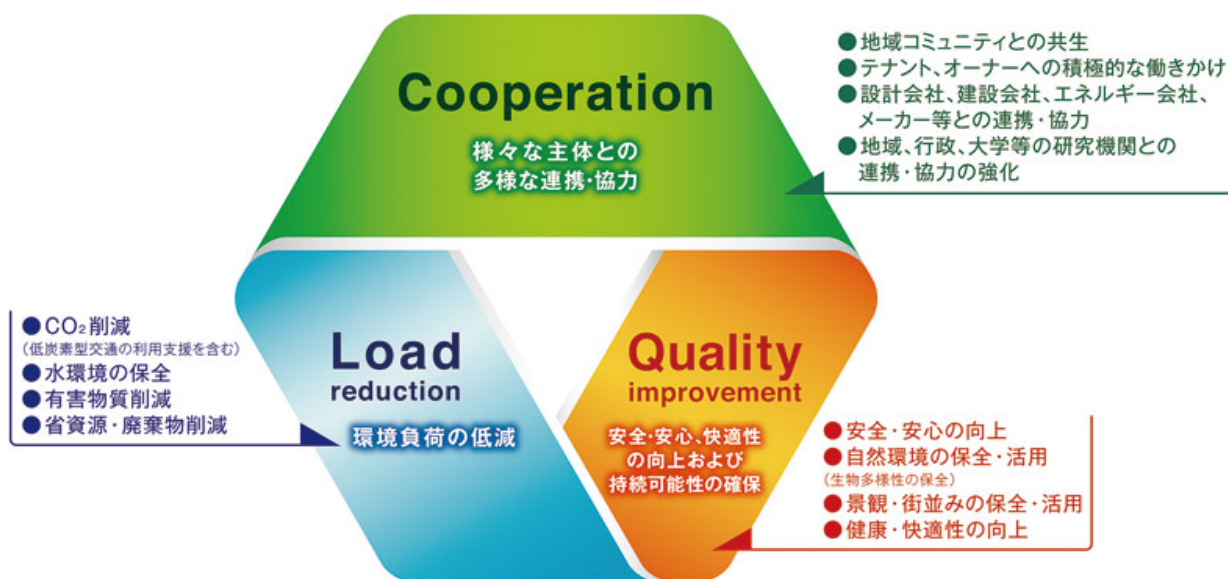 Cooperation
様々な主体との
多様な連携・協力
●地域コミュニティとの共生
●テナント、オーナーへの積極的な働きかけ
●設計会社、建設会社、エネルギー会社、
メーカー等との連携・協力
●地域、行政、大学等の研究機関との
連携・協力の強化
Load
reduction
環境負荷の低減
●CO₂削減
(低炭素型交通の利用支援を含む)
●水環境の保全
●有害物質削減
●省資源・廃棄物削減
Quality
improvement
安全・安心、快適性
の向上および
持続可能性の確保
●安全・安心の向上
●自然環境の保全・活用
(生物多様性の保全)
●景観・街並みの保全・活用
●健康・快適性の向上